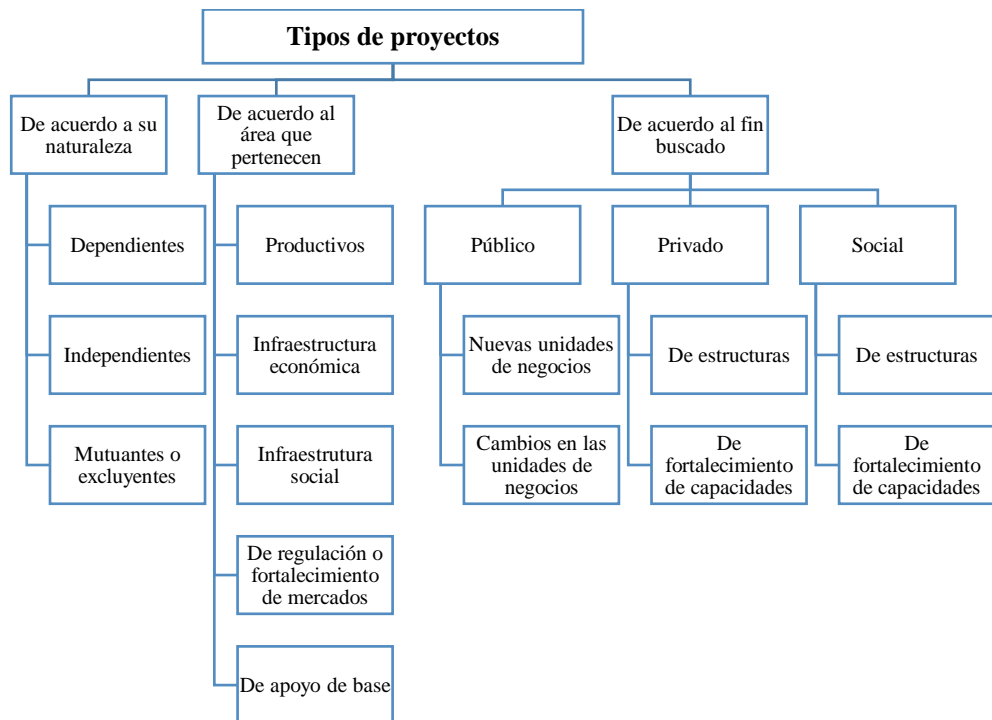 Tipos de proyectos
De acuerdo a su
naturaleza
De acuerdo al
área que
pertenecen
De acuerdo al fin
buscado
Dependientes
Independientes
Mutuantes o
excluyentes
Productivos
Infraestructura
económica
Infraestrutura
social
De regulación o
fortalecimiento
de mercados
De apoyo de base
Público
Nuevas unidades
de negocios
Cambios en las
unidades de
negocios
Privado
De estructuras
De
fortalecimiento
de capacidades
Social
De estructuras
De
fortalecimiento
de capacidades